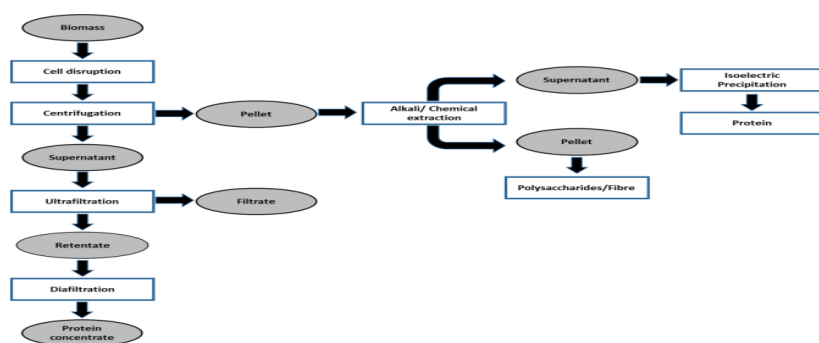 Biomass
Cell disruption
Centrifugation
Pellet
Alkali/ Chemical
extraction
Supernatant
Isoelectric
Precipitation
Protein
Pellet
Polysaccharides/Fibre
Supernatant
Ultrafiltration
Filtrate
Retentate
Diafiltration
Protein
concentrate